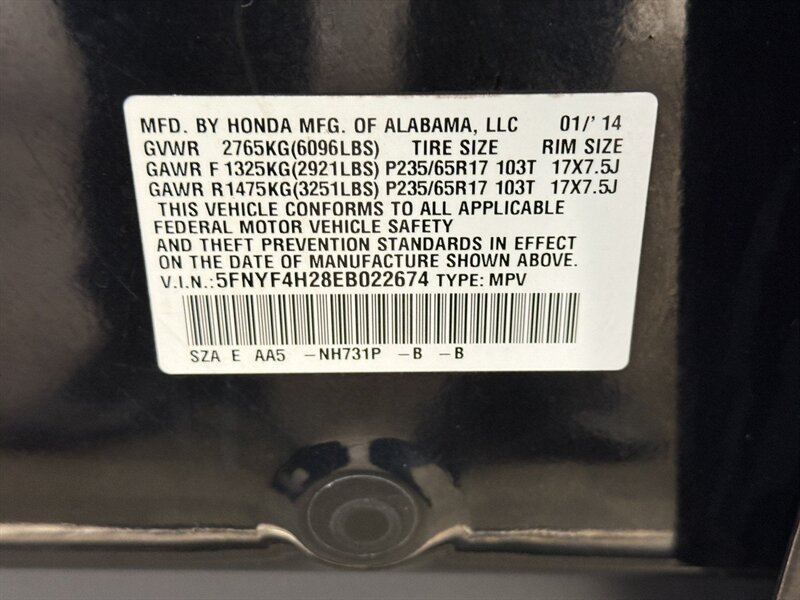 MFD. BY HONDA MFG. OF ALABAMA, LLC 01/'14
GVWR 2765KG(6096LBS) TIRE SIZE RIM SIZE
GAWR F 1325KG(2921LBS) P235/65R17 103T 17X7.5J
GAWR R1475KG(3251LBS) P235/65R17 103T 17X7.5J
THIS VEHICLE CONFORMS TO ALL APPLICABLE
FEDERAL MOTOR VEHICLE SAFETY
AND THEFT PREVENTION STANDARDS IN EFFECT
ON THE DATE OF MANUFACTURE SHOWN ABOVE.
V.I.N.:5FNYF4H28EB022674 TYPE: MPV
SZA E AA5 -NH731P -B -B